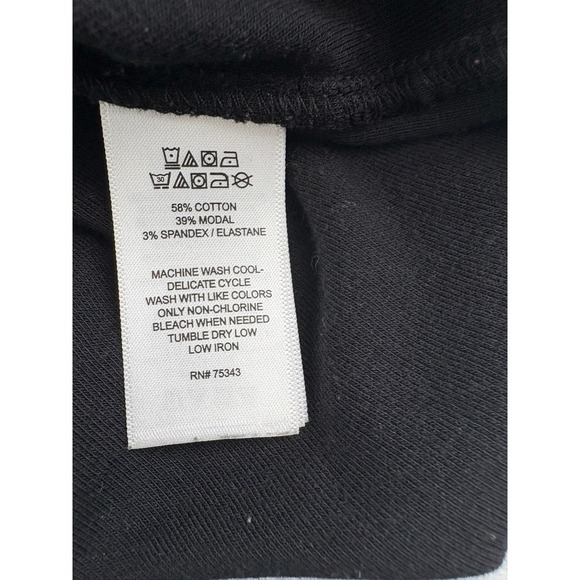 30
58% COTTON
39% MODAL
3% SPANDEX / ELASTANE
MACHINE WASH COOL-
DELICATE CYCLE
WASH WITH LIKE COLORS
ONLY NON-CHLORINE
BLEACH WHEN NEEDED
TUMBLE DRY LOW
LOW IRON
RN# 75343